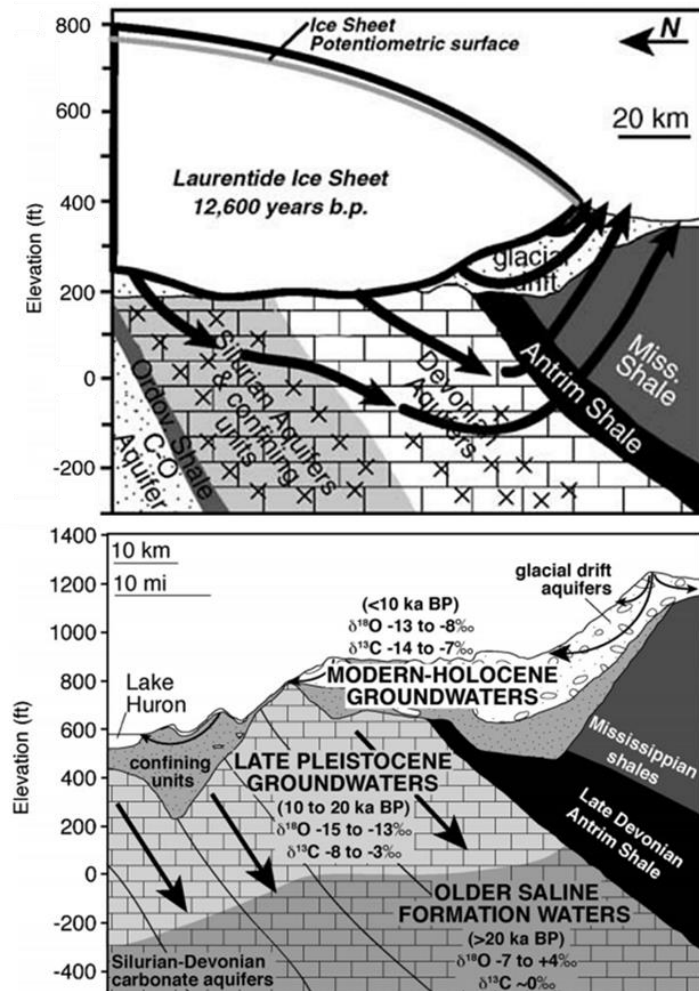 800
600
400
200
0
-200
Elevation (ft)
Ice Sheet
Potentiometric surface
N
20 km
Laurentide Ice Sheet
12,600 years b.p.
glacial
drift
Miss.
Shale
Antrim Shale
Devonian
Aquifers
Silurian Aquifers
& confining
units
Ordov. Shale
C-O
Aquifer
1400
1200
1000
800
600
400
200
0
-200
-400
Elevation (ft)
10 km
10 mi
glacial drift
aquifers
(<10 ka BP)
δ¹⁸O -13 to -8‰
δ¹³C -14 to -7‰
MODERN-HOLOCENE
GROUNDWATERS
Lake
Huron
confining
units
LATE PLEISTOCENE
GROUNDWATERS
(10 to 20 ka BP)
δ¹⁸O -15 to -13‰
δ¹³C -8 to -3‰
Mississippian
shales
Late Devonian
Antrim Shale
OLDER SALINE
FORMATION WATERS
(>20 ka BP)
δ¹⁸O -7 to +4‰
δ¹³C ~0‰
Silurian-Devonian
carbonate aquifers